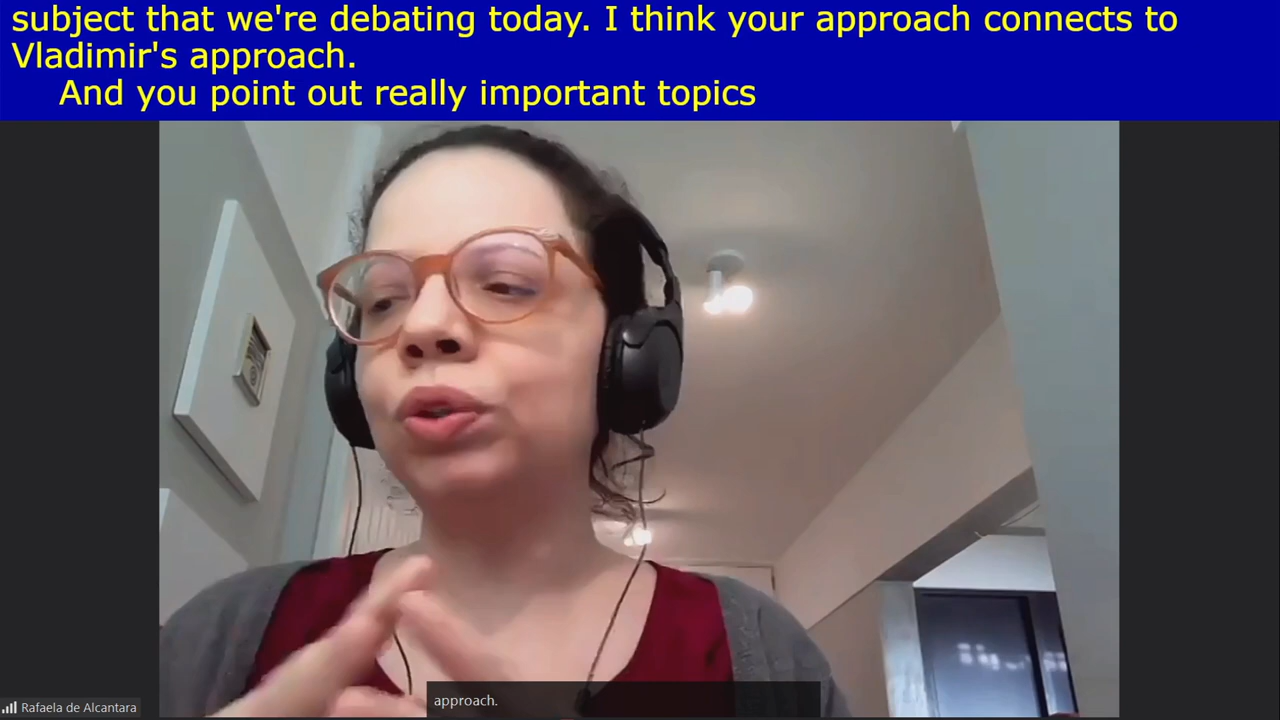 subject that we're debating today. I think your approach connects to
Vladimir's approach.
And you point out really important topics
approach.
Rafaela de Alcantara